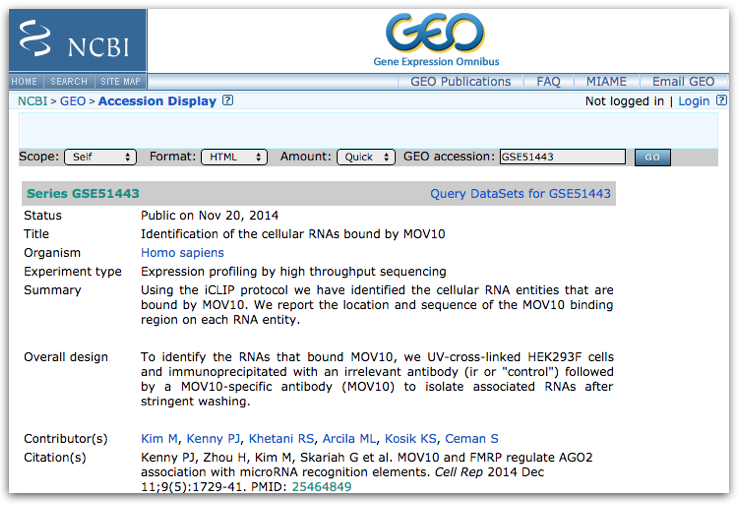 NCBI
GEO
Gene Expression Omnibus
HOME SEARCH SITE MAP
GEO Publications FAQ MIAME Email GEO
NCBI > GEO > Accession Display ?
Not logged in | Login ?
Scope: Self Format: HTML Amount: Quick GEO accession: GSE51443 GO
Series GSE51443 Query DataSets for GSE51443
Status Public on Nov 20, 2014
Title Identification of the cellular RNAs bound by MOV10
Organism Homo sapiens
Experiment type Expression profiling by high throughput sequencing
Summary Using the iCLIP protocol we have identified the cellular RNA entities that are
bound by MOV10. We report the location and sequence of the MOV10 binding
region on each RNA entity.
Overall design To identify the RNAs that bound MOV10, we UV-cross-linked HEK293F cells
and immunoprecipitated with an irrelevant antibody (ir or "control") followed
by a MOV10-specific antibody (MOV10) to isolate associated RNAs after
stringent washing.
Contributor(s) Kim M, Kenny PJ, Khetani RS, Arcila ML, Kosik KS, Ceman S
Citation(s) Kenny PJ, Zhou H, Kim M, Skariah G et al. MOV10 and FMRP regulate AGO2
association with microRNA recognition elements. Cell Rep 2014 Dec
11;9(5):1729-41. PMID: 25464849